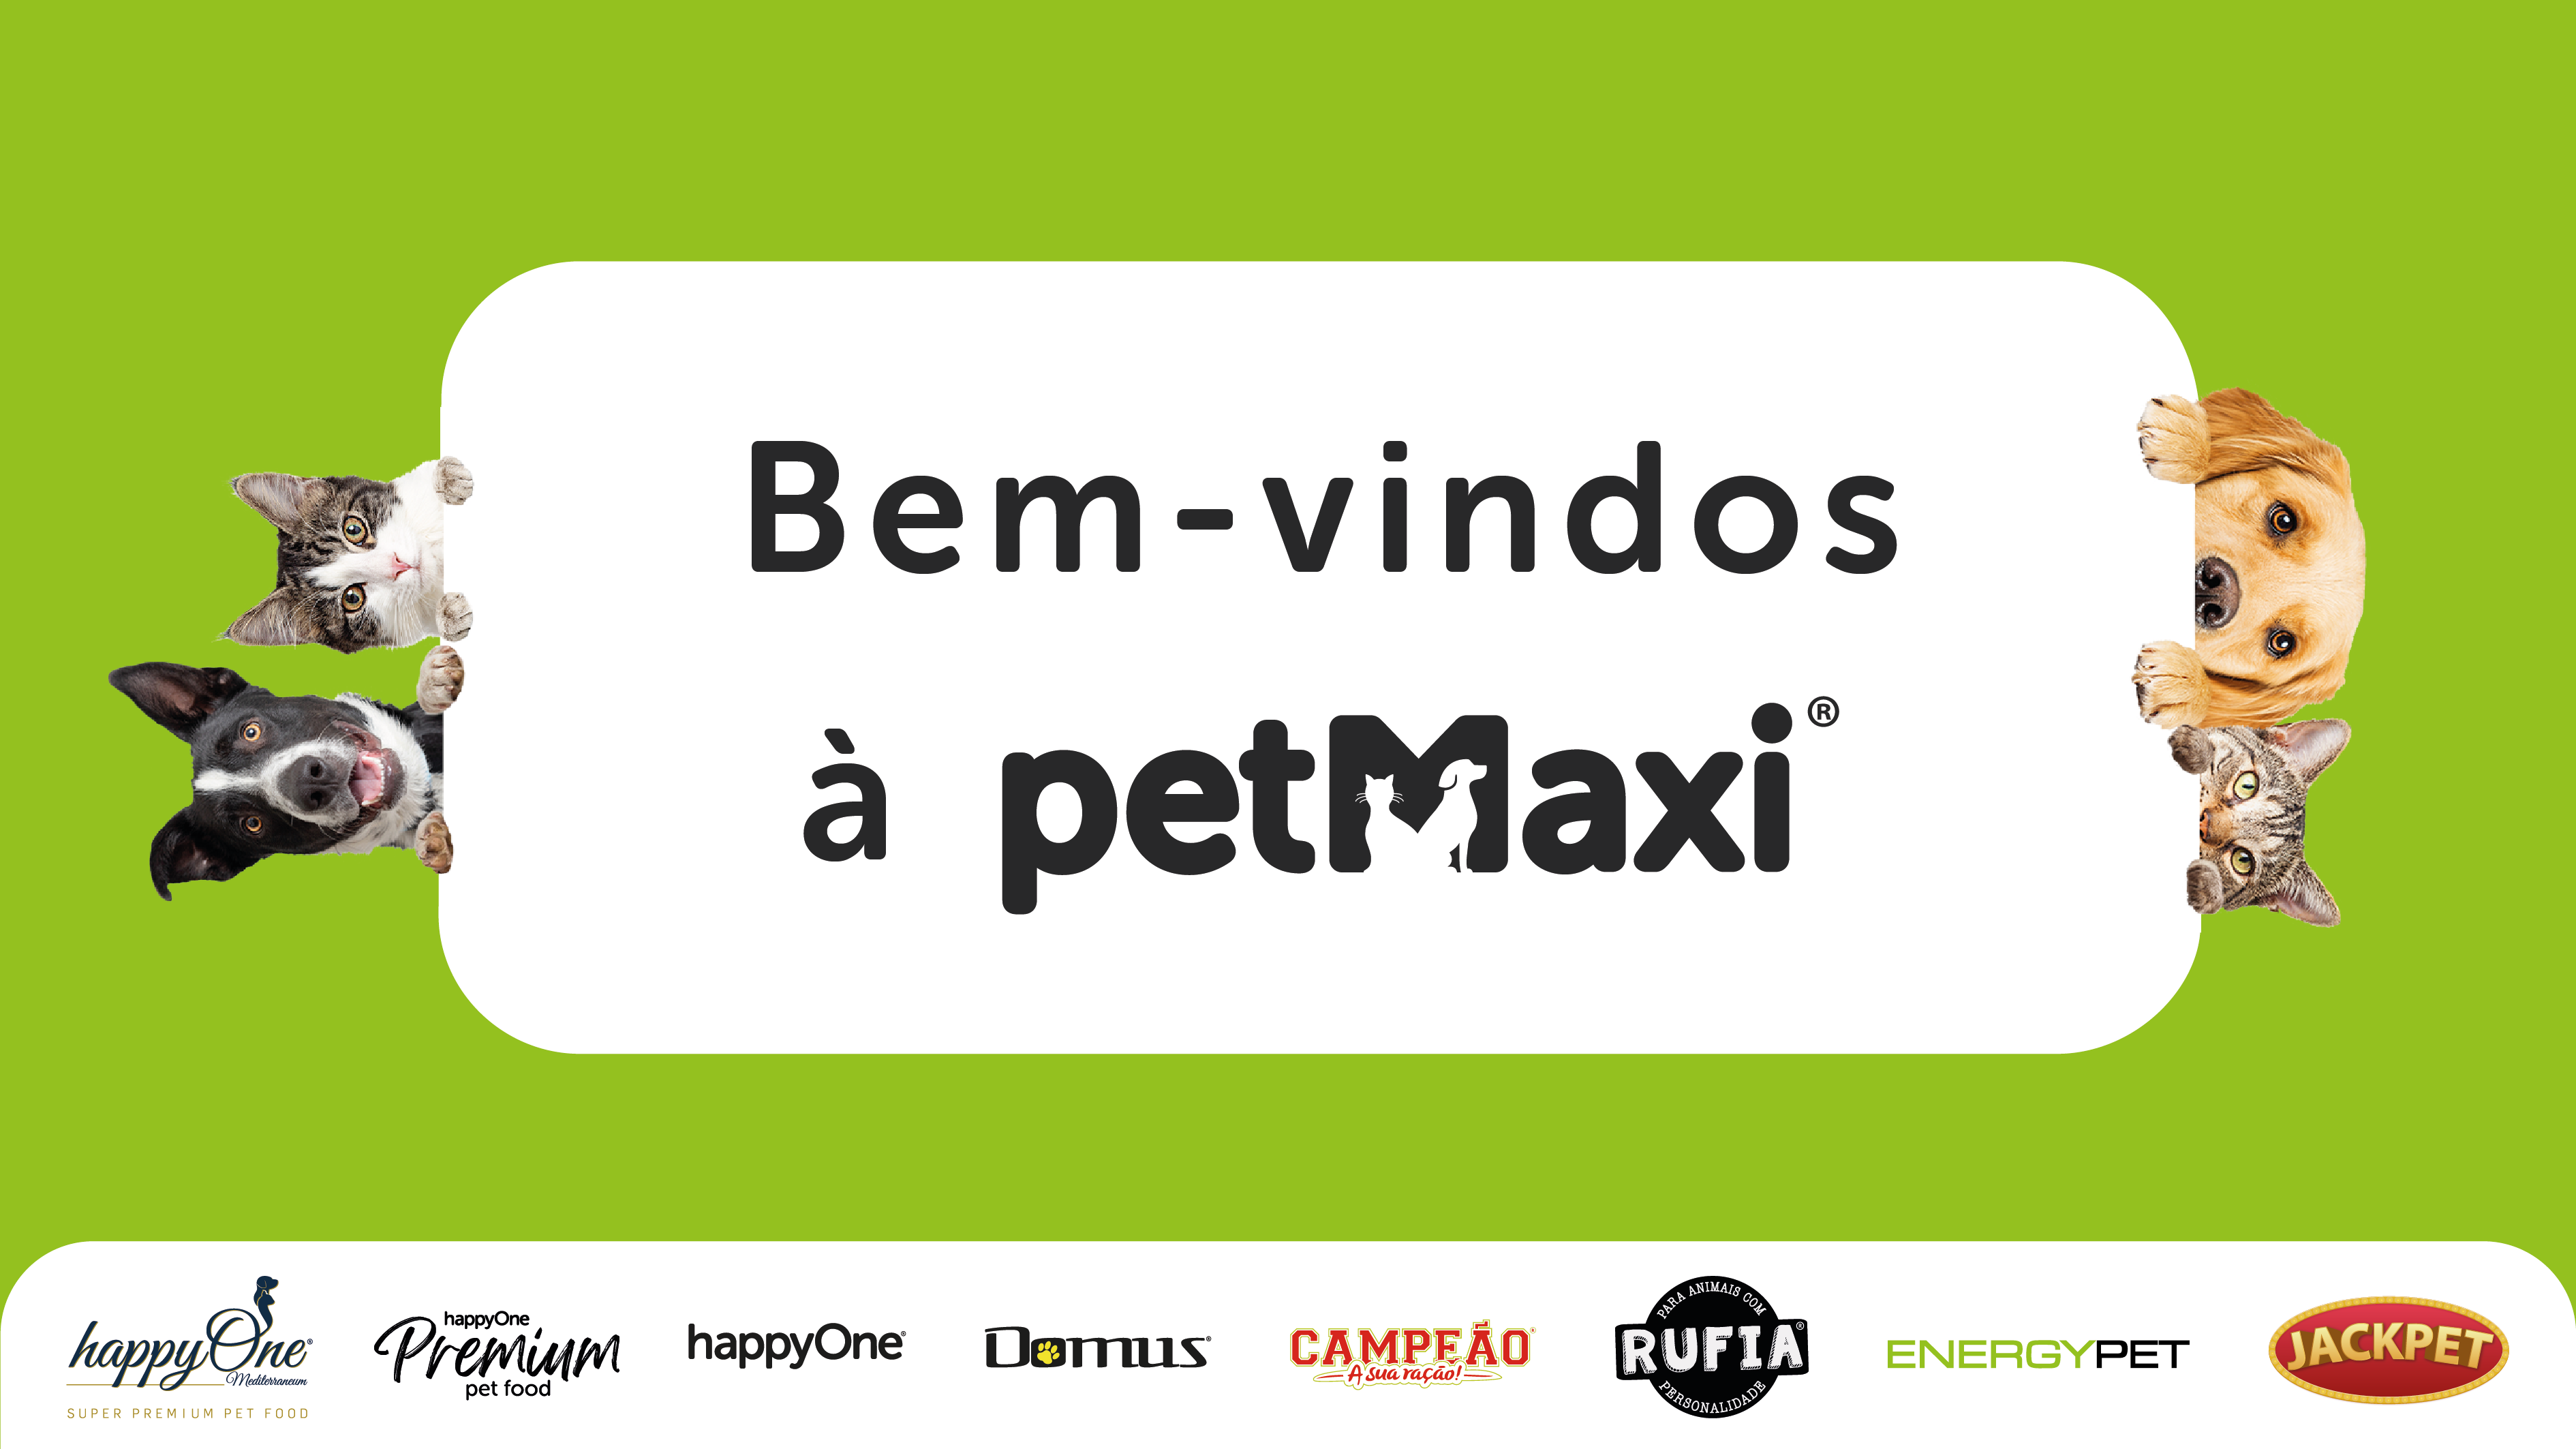 Bem-vindos
à petMaxi®
happyOne®
Mediterraneum
SUPER PREMIUM PET FOOD
happyOne
Premium
pet food
happyOne®
Domus®
CAMPEÃO®
A sua ração!
PARA ANIMAIS COM
RUFIA®
PERSONALIDADE
ENERGYPET
JACKPET